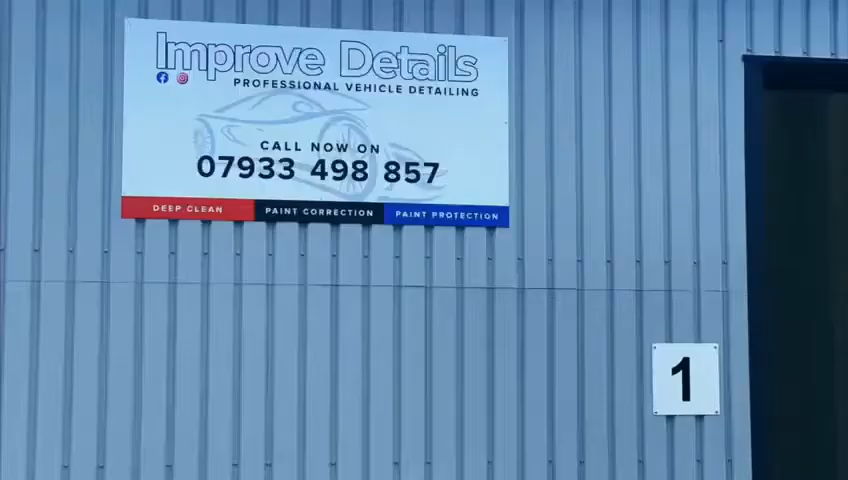 Improve Details
PROFESSIONAL VEHICLE DETAILING
CALL NOW ON
07933 498 857
DEEP CLEAN PAINT CORRECTION PAINT PROTECTION
1